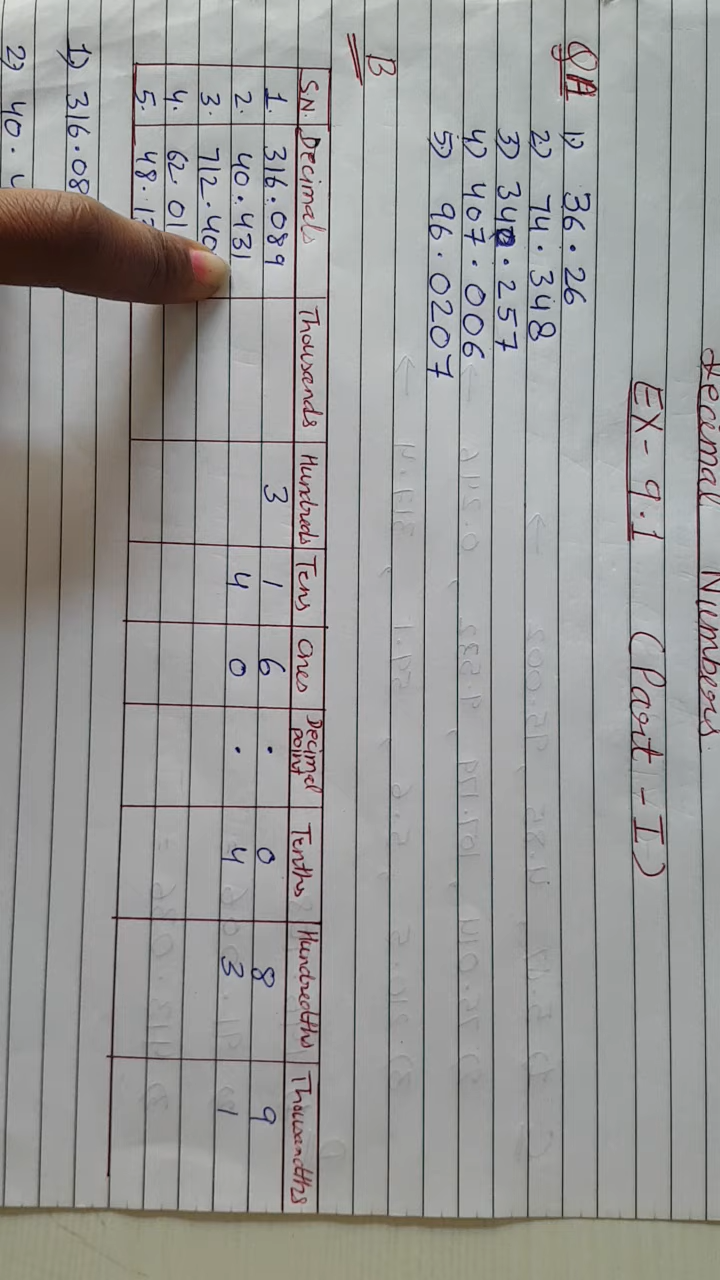 Decimal Numbers.
EX- 9.1 (Part - I)
QA 1) 36.26
2) 74.348
3) 340.257
4) 407.006
5) 96.0207
B
S.N. Decimals Thousands Hundreds Tens Ones Decimal point Tenths Hundredths Thousandths
1. 316.089 3 1 6 . 0 8 9
2. 40.431 4 0 . 4 3 1
3. 712.40
4. 62.01
5. 48.1
1) 316.08
2) 40.4